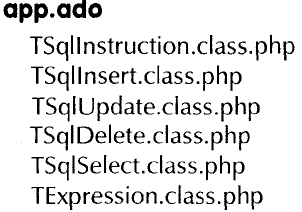 app.ado
TSqlInstruction.class.php
TSqlInsert.class.php
TSqlUpdate.class.php
TSqlDelete.class.php
TSqlSelect.class.php
TExpression.class.php